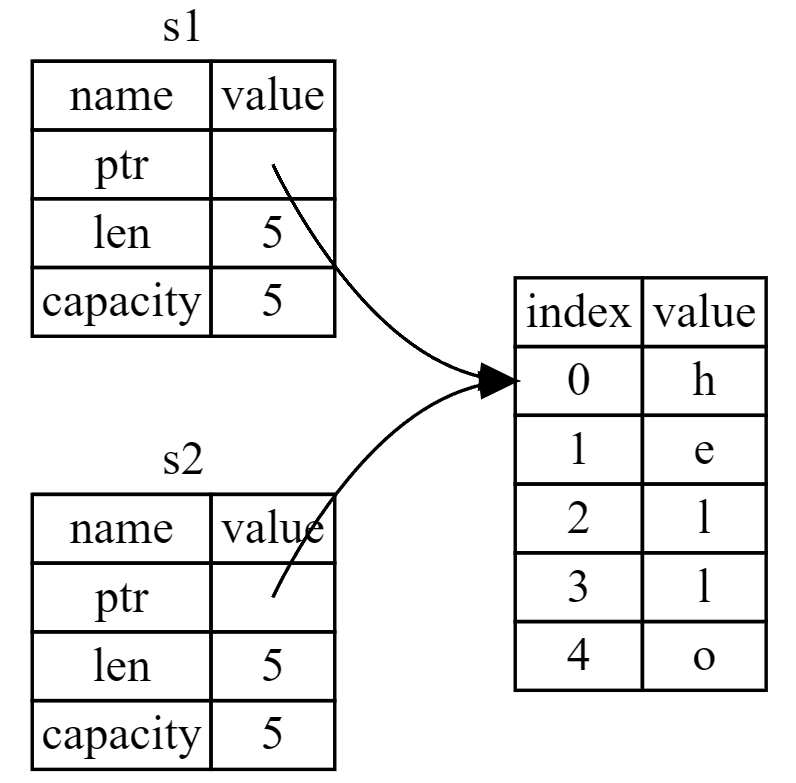 s1
name value
ptr
len 5
capacity 5
s2
name value
ptr
len 5
capacity 5
index value
0 h
1 e
2 l
3 l
4 o